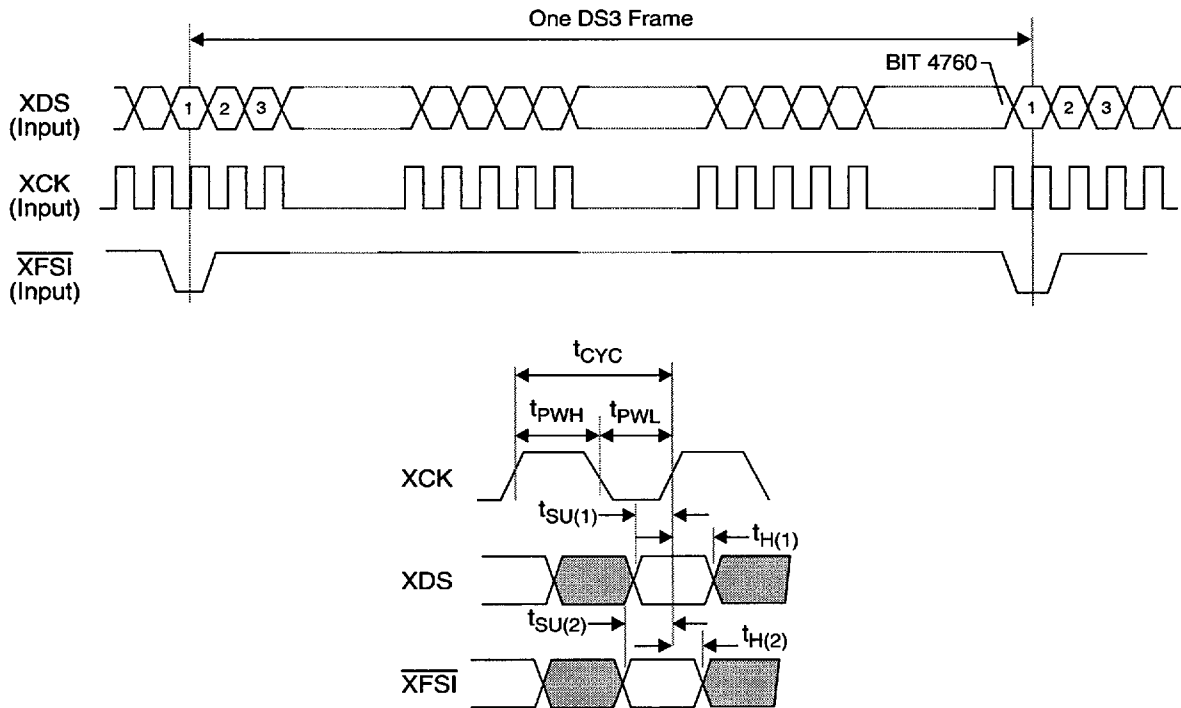 One DS3 Frame
BIT 4760
XDS
(Input)
1 2 3
1 2 3
XCK
(Input)
XFSI
(Input)
tCYC
tPWH tPWL
XCK
tSU(1)
tH(1)
XDS
tSU(2)
tH(2)
XFSI